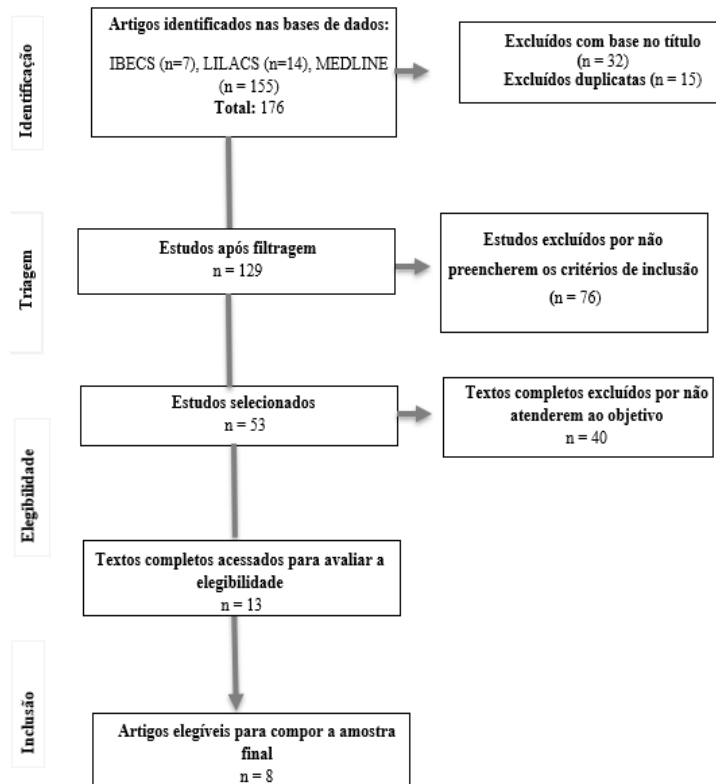 Identificação
Artigos identificados nas bases de dados:
IBECS (n=7), LILACS (n=14), MEDLINE
(n = 155)
Total: 176
Excluídos com base no título
(n = 32)
Excluídos duplicatas (n = 15)
Triagem
Estudos após filtragem
n = 129
Estudos excluídos por não
preencherem os critérios de inclusão
(n = 76)
Elegibilidade
Estudos selecionados
n = 53
Textos completos excluídos por não
atenderem ao objetivo
n = 40
Textos completos acessados para avaliar a
elegibilidade
n = 13
Inclusão
Artigos elegíveis para compor a amostra
final
n = 8